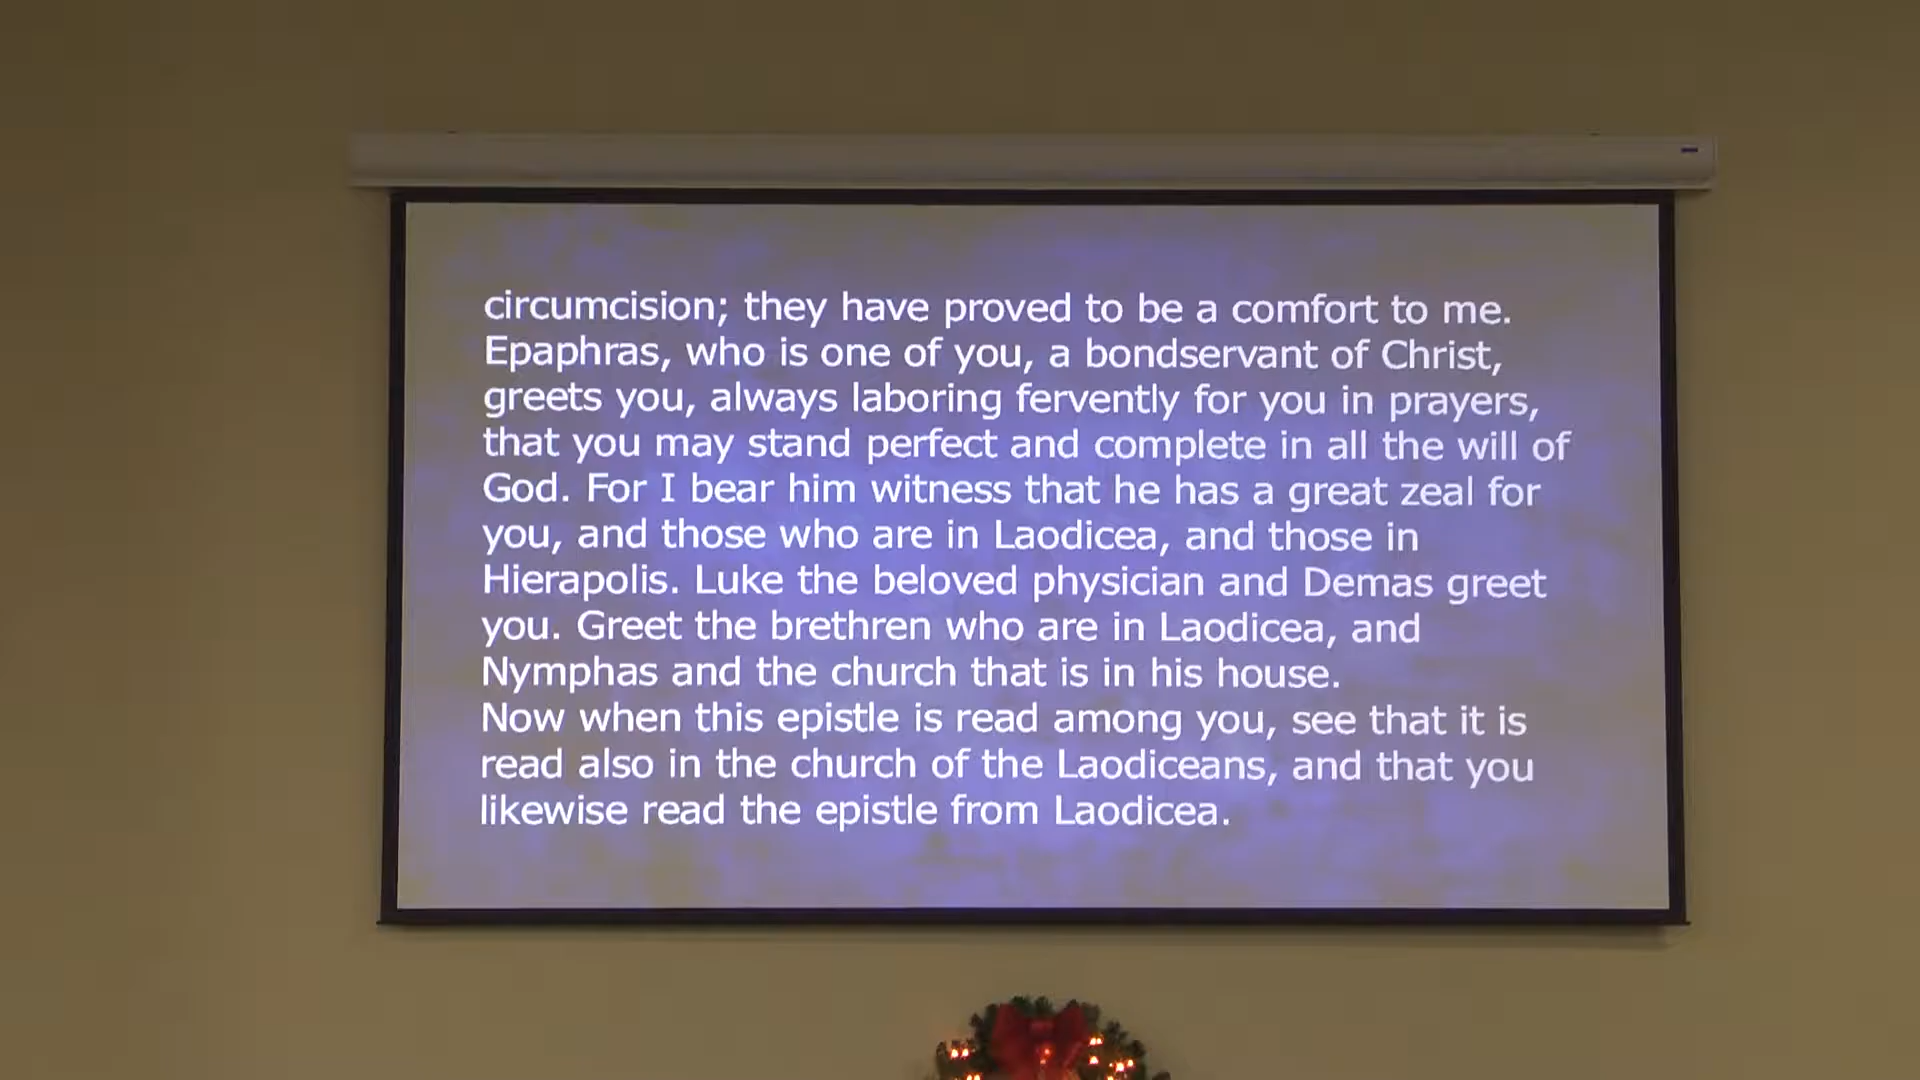 circumcision; they have proved to be a comfort to me.
Epaphras, who is one of you, a bondservant of Christ,
greets you, always laboring fervently for you in prayers,
that you may stand perfect and complete in all the will of
God. For I bear him witness that he has a great zeal for
you, and those who are in Laodicea, and those in
Hierapolis. Luke the beloved physician and Demas greet
you. Greet the brethren who are in Laodicea, and
Nymphas and the church that is in his house.
Now when this epistle is read among you, see that it is
read also in the church of the Laodiceans, and that you
likewise read the epistle from Laodicea.